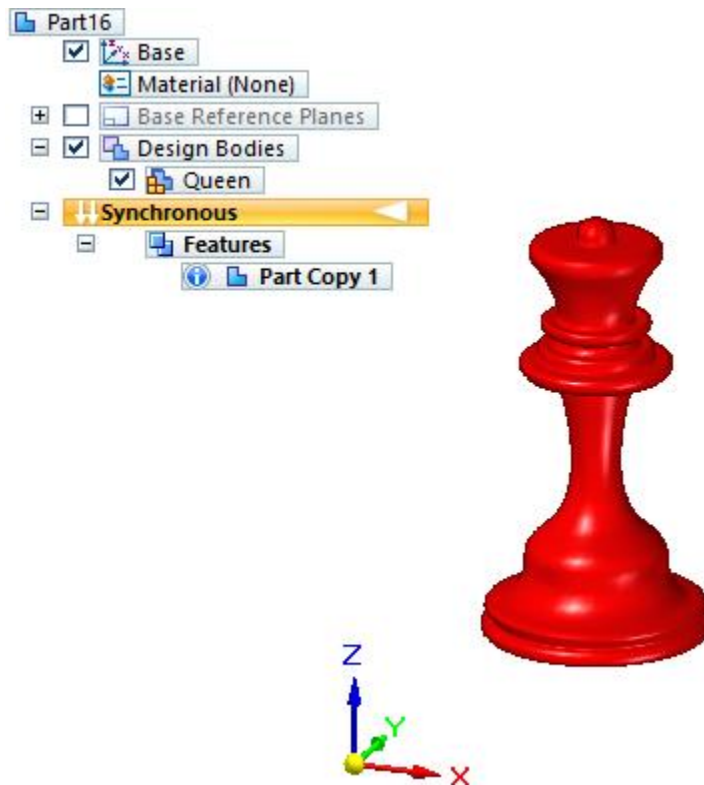 Part16
Base
Material (None)
Base Reference Planes
Design Bodies
Queen
Synchronous
Features
Part Copy 1
Z
Y
X